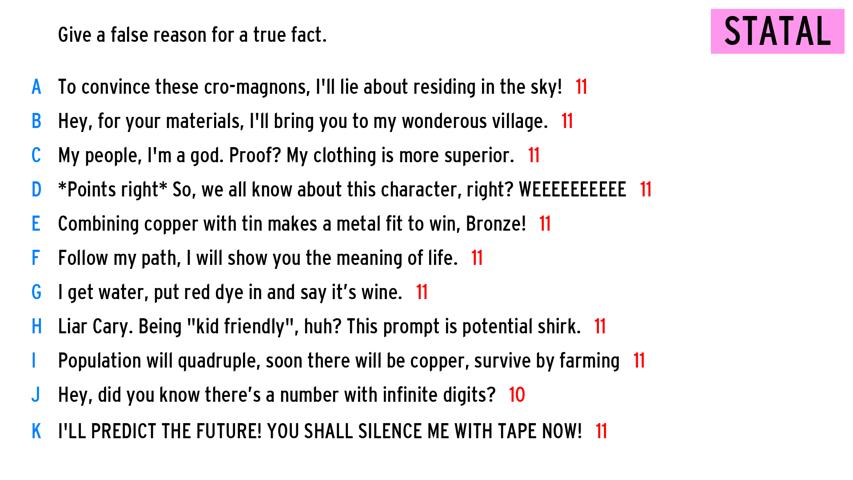 Give a false reason for a true fact.
STATAL
A To convince these cro-magnons, I'll lie about residing in the sky! 11
B Hey, for your materials, I'll bring you to my wonderous village. 11
C My people, I'm a god. Proof? My clothing is more superior. 11
D *Points right* So, we all know about this character, right? WEEEEEEEEEE 11
E Combining copper with tin makes a metal fit to win, Bronze! 11
F Follow my path, I will show you the meaning of life. 11
G I get water, put red dye in and say it's wine. 11
H Liar Cary. Being "kid friendly", huh? This prompt is potential shirk. 11
I Population will quadruple, soon there will be copper, survive by farming 11
J Hey, did you know there's a number with infinite digits? 10
K I'LL PREDICT THE FUTURE! YOU SHALL SILENCE ME WITH TAPE NOW! 11